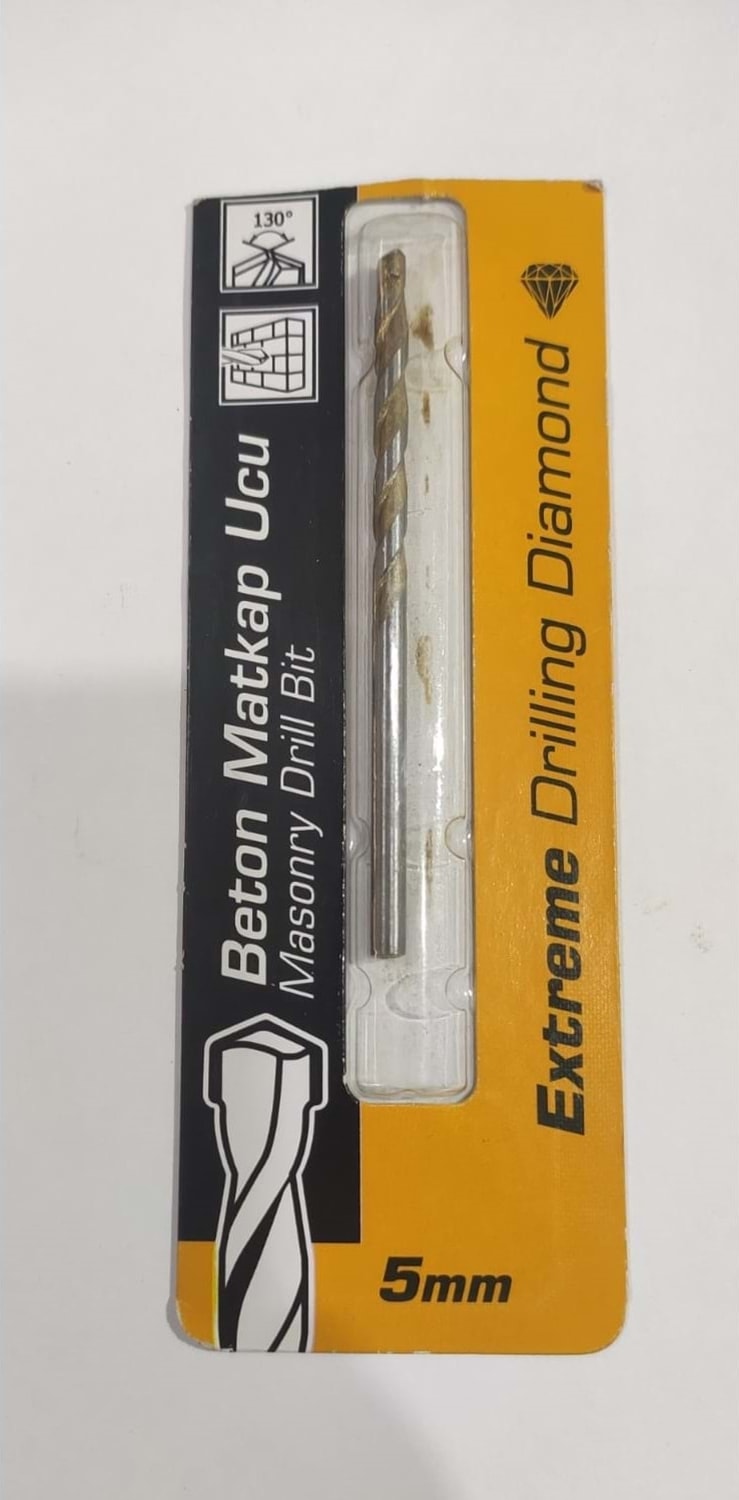 130°
Beton Matkap Ucu
Masonry Drill Bit
Extreme Drilling Diamond
5mm